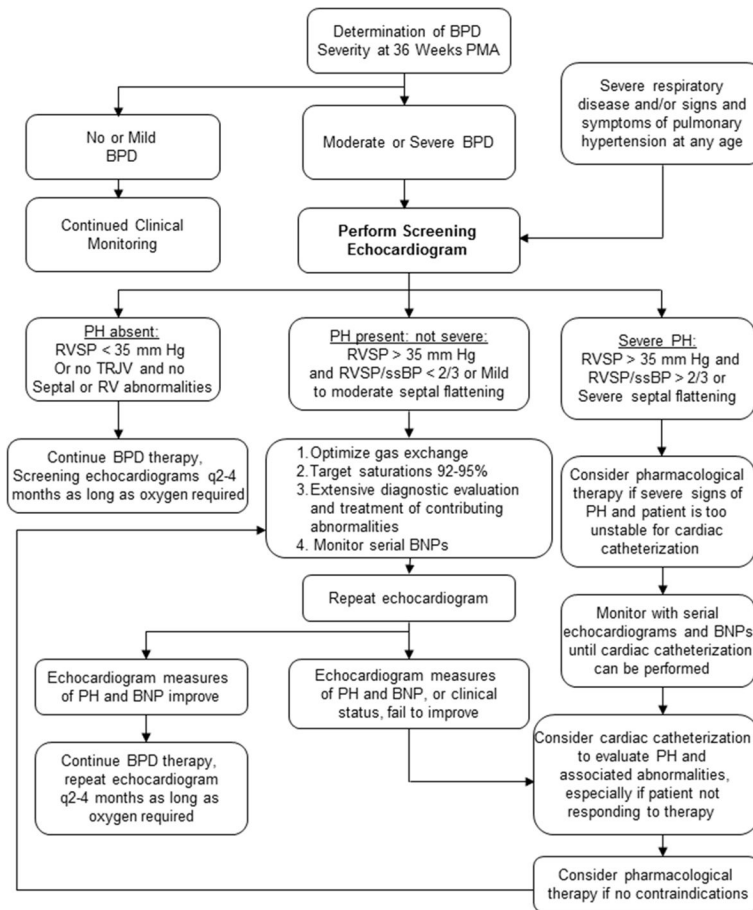 Determination of BPD
Severity at 36 Weeks PMA
Severe respiratory
disease and/or signs and
symptoms of pulmonary
hypertension at any age
No or Mild
BPD
Moderate or Severe BPD
Continued Clinical
Monitoring
Perform Screening
Echocardiogram
PH absent:
RVSP < 35 mm Hg
Or no TRJV and no
Septal or RV abnormalities
PH present: not severe:
RVSP > 35 mm Hg
and RVSP/ssBP < 2/3 or Mild
to moderate septal flattening
Severe PH:
RVSP > 35 mm Hg and
RVSP/ssBP > 2/3 or
Severe septal flattening
Continue BPD therapy,
Screening echocardiograms q2-4
months as long as oxygen required
1. Optimize gas exchange
2. Target saturations 92-95%
3. Extensive diagnostic evaluation
and treatment of contributing
abnormalities
4. Monitor serial BNPs
Consider pharmacological
therapy if severe signs of
PH and patient is too
unstable for cardiac
catheterization
Repeat echocardiogram
Monitor with serial
echocardiograms and BNPs
until cardiac catheterization
can be performed
Echocardiogram measures
of PH and BNP improve
Echocardiogram measures
of PH and BNP, or clinical
status, fail to improve
Continue BPD therapy,
repeat echocardiogram
q2-4 months as long as
oxygen required
Consider cardiac catheterization
to evaluate PH and
associated abnormalities,
especially if patient not
responding to therapy
Consider pharmacological
therapy if no contraindications